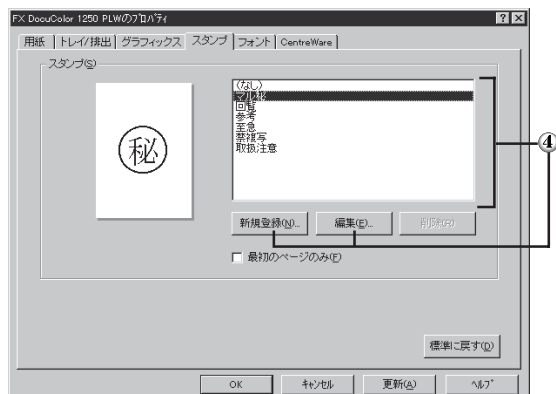 FX DocuColor 1250 PLWのﾌﾟﾛﾊﾟﾃｨ
用紙 トレイ/排出 グラフィックス スタンプ フォント CentreWare
スタンプ(S)
(なし)
マル秘
回覧
参考
至急
禁複写
取扱注意
秘
④
新規登録(N)... 編集(E)... 削除(R)
最初のページのみ(F)
標準に戻す(D)
OK ｷｬﾝｾﾙ 更新(A) ﾍﾙﾌﾟ